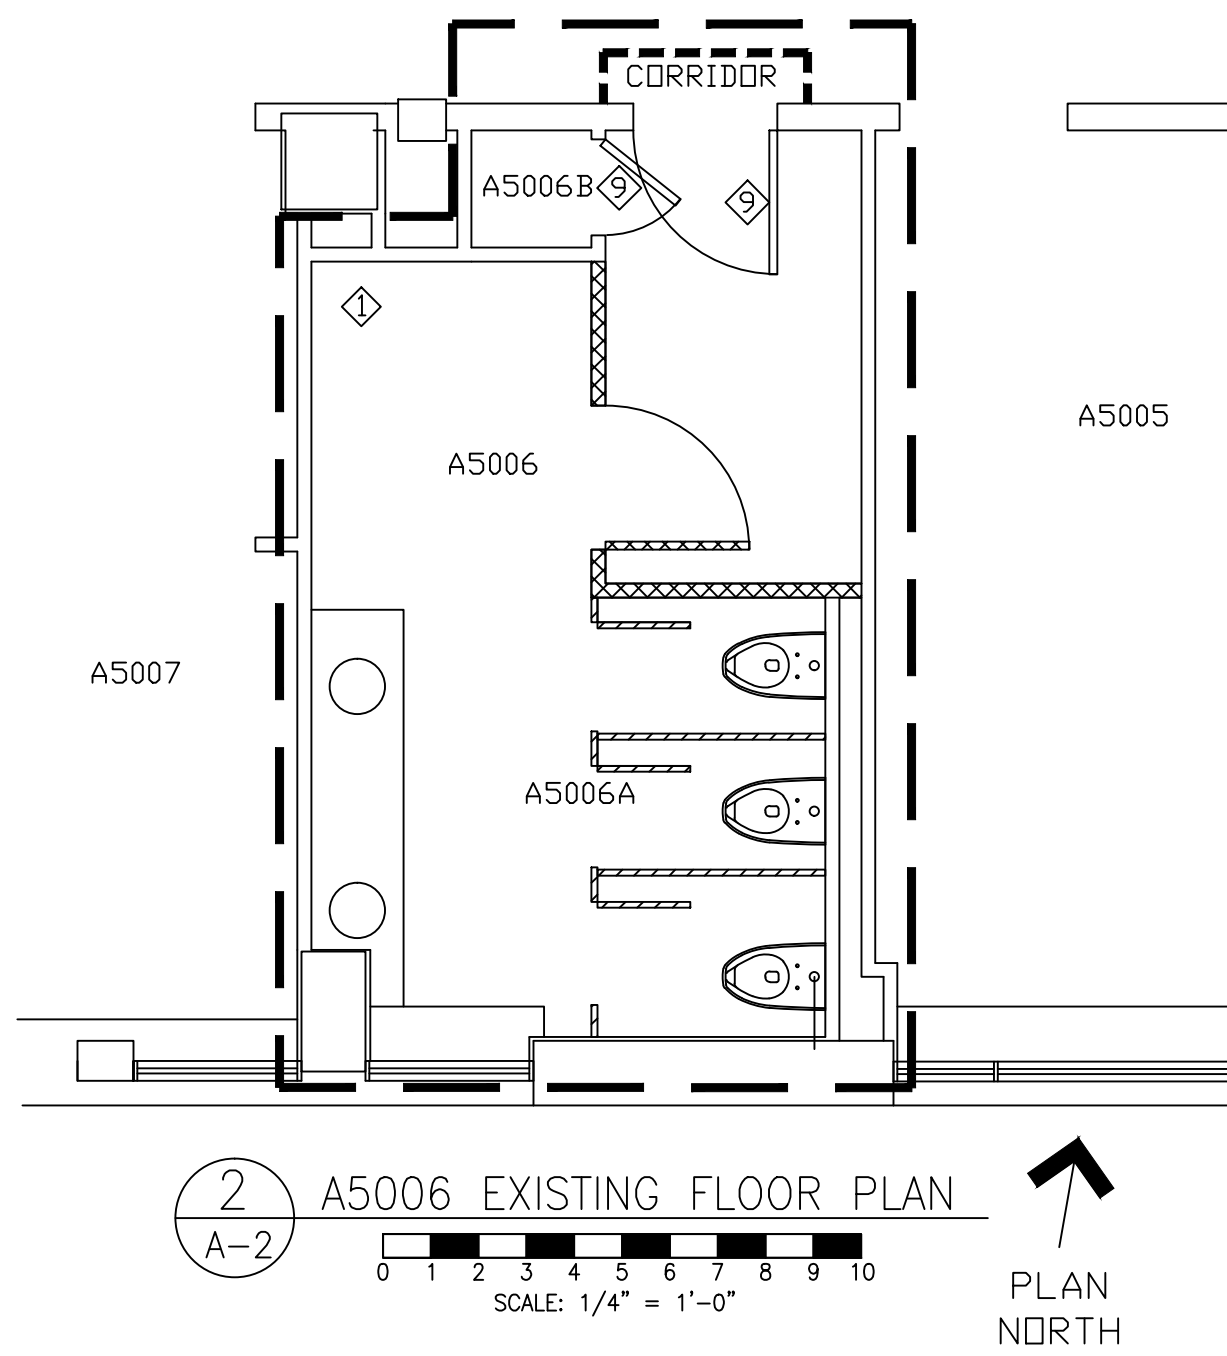 CORRIDOR
A5006B
9
9
1
A5005
A5006
A5007
A5006A
2
A-2
A5006 EXISTING FLOOR PLAN
0 1 2 3 4 5 6 7 8 9 10
SCALE: 1/4" = 1'-0"
PLAN
NORTH